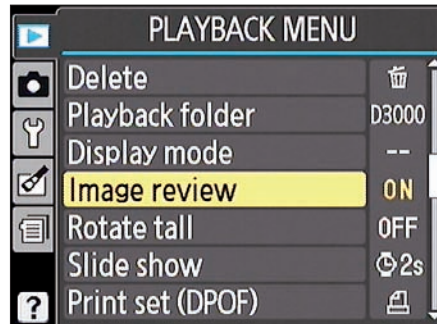 PLAYBACK MENU
Delete
Playback folder D3000
Display mode --
Image review ON
Rotate tall OFF
Slide show 2s
Print set (DPOF)
?